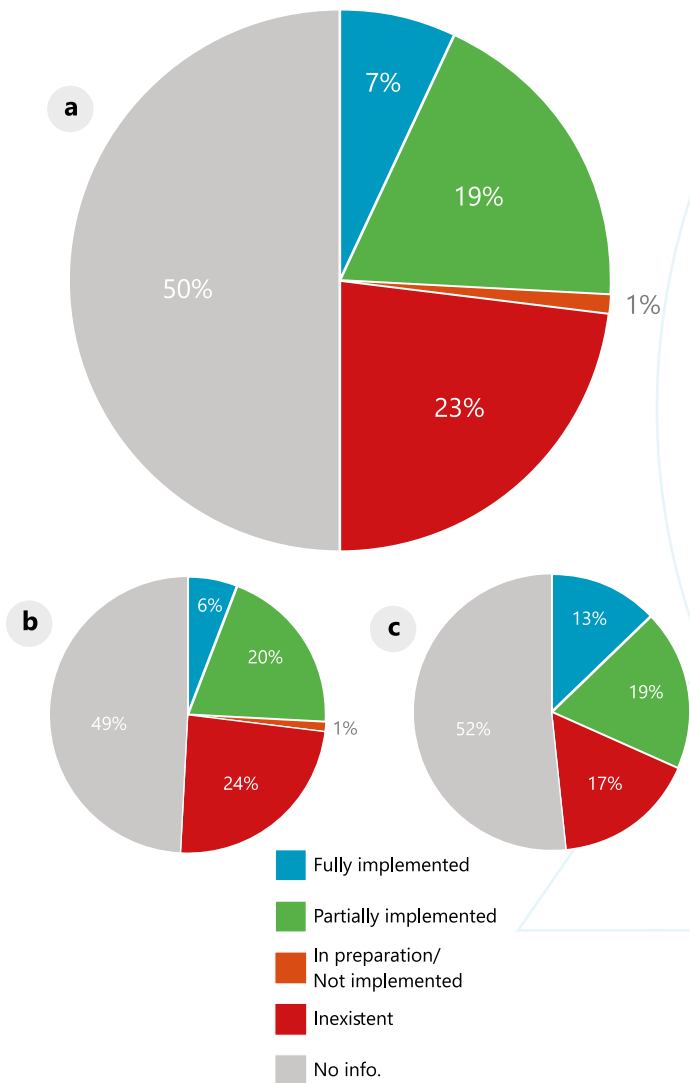 a
7%
19%
50%
1%
23%
b
6%
20%
49%
1%
24%
c
13%
19%
52%
17%
Fully implemented
Partially implemented
In preparation/
Not implemented
Inexistent
No info.